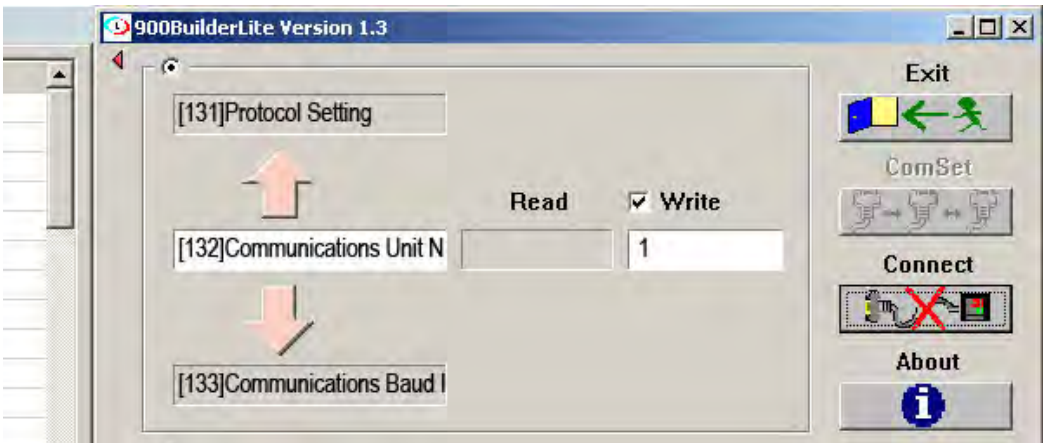 900BuilderLite Version 1.3
Exit
[131]Protocol Setting
ComSet
Read
Write
[132]Communications Unit N
1
Connect
About
[133]Communications Baud